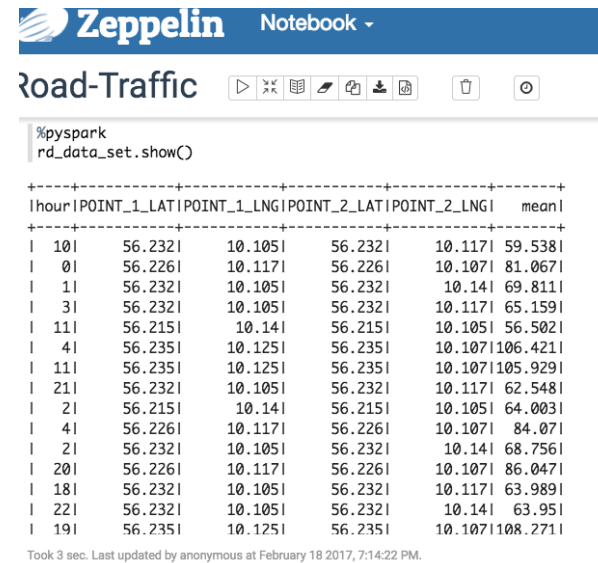 Zeppelin Notebook
Road-Traffic
%pyspark
rd_data_set.show()
+----+-----------+-----------+-----------+-----------+-------+
|hour|POINT_1_LAT|POINT_1_LNG|POINT_2_LAT|POINT_2_LNG|   mean|
+----+-----------+-----------+-----------+-----------+-------+
|  10|     56.232|     10.105|     56.232|     10.117| 59.538|
|   0|     56.226|     10.117|     56.226|     10.107| 81.067|
|   1|     56.232|     10.105|     56.232|      10.14| 69.811|
|   3|     56.232|     10.105|     56.232|     10.117| 65.159|
|  11|     56.215|      10.14|     56.215|     10.105| 56.502|
|   4|     56.235|     10.125|     56.235|     10.107|106.421|
|  11|     56.235|     10.125|     56.235|     10.107|105.929|
|  21|     56.232|     10.105|     56.232|     10.117| 62.548|
|   2|     56.215|      10.14|     56.215|     10.105| 64.003|
|   4|     56.226|     10.117|     56.226|     10.107|  84.07|
|   2|     56.232|     10.105|     56.232|      10.14| 68.756|
|  20|     56.226|     10.117|     56.226|     10.107| 86.047|
|  18|     56.232|     10.105|     56.232|     10.117| 63.989|
|  22|     56.232|     10.105|     56.232|      10.14|  63.95|
|  19|     56.235|     10.125|     56.235|     10.107|108.271|
Took 3 sec. Last updated by anonymous at February 18 2017, 7:14:22 PM.